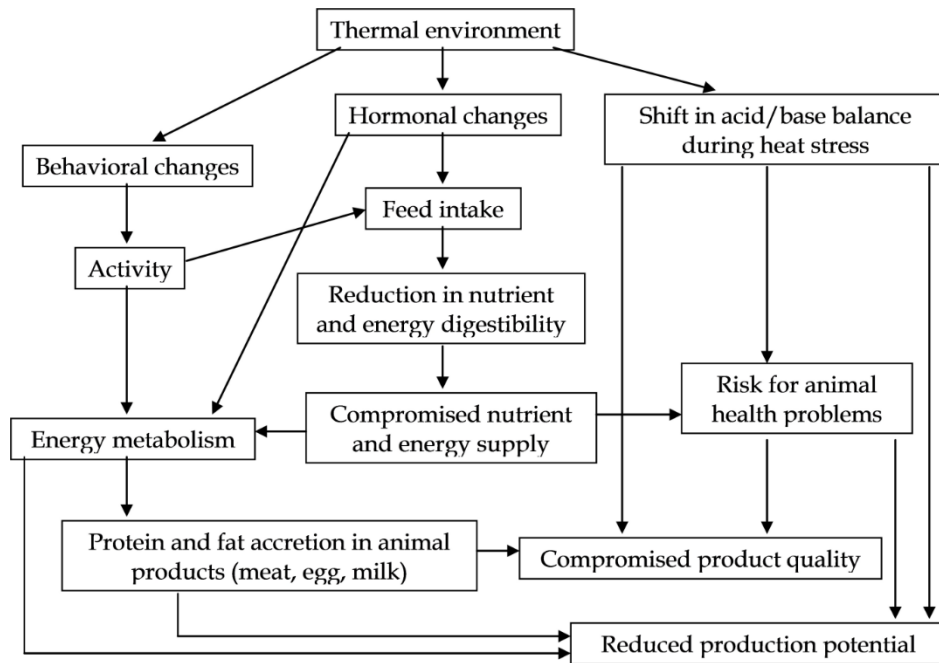 Thermal environment
Hormonal changes
Shift in acid/base balance
during heat stress
Behavioral changes
Feed intake
Activity
Reduction in nutrient
and energy digestibility
Risk for animal
health problems
Compromised nutrient
and energy supply
Energy metabolism
Protein and fat accretion in animal
products (meat, egg, milk)
Compromised product quality
Reduced production potential